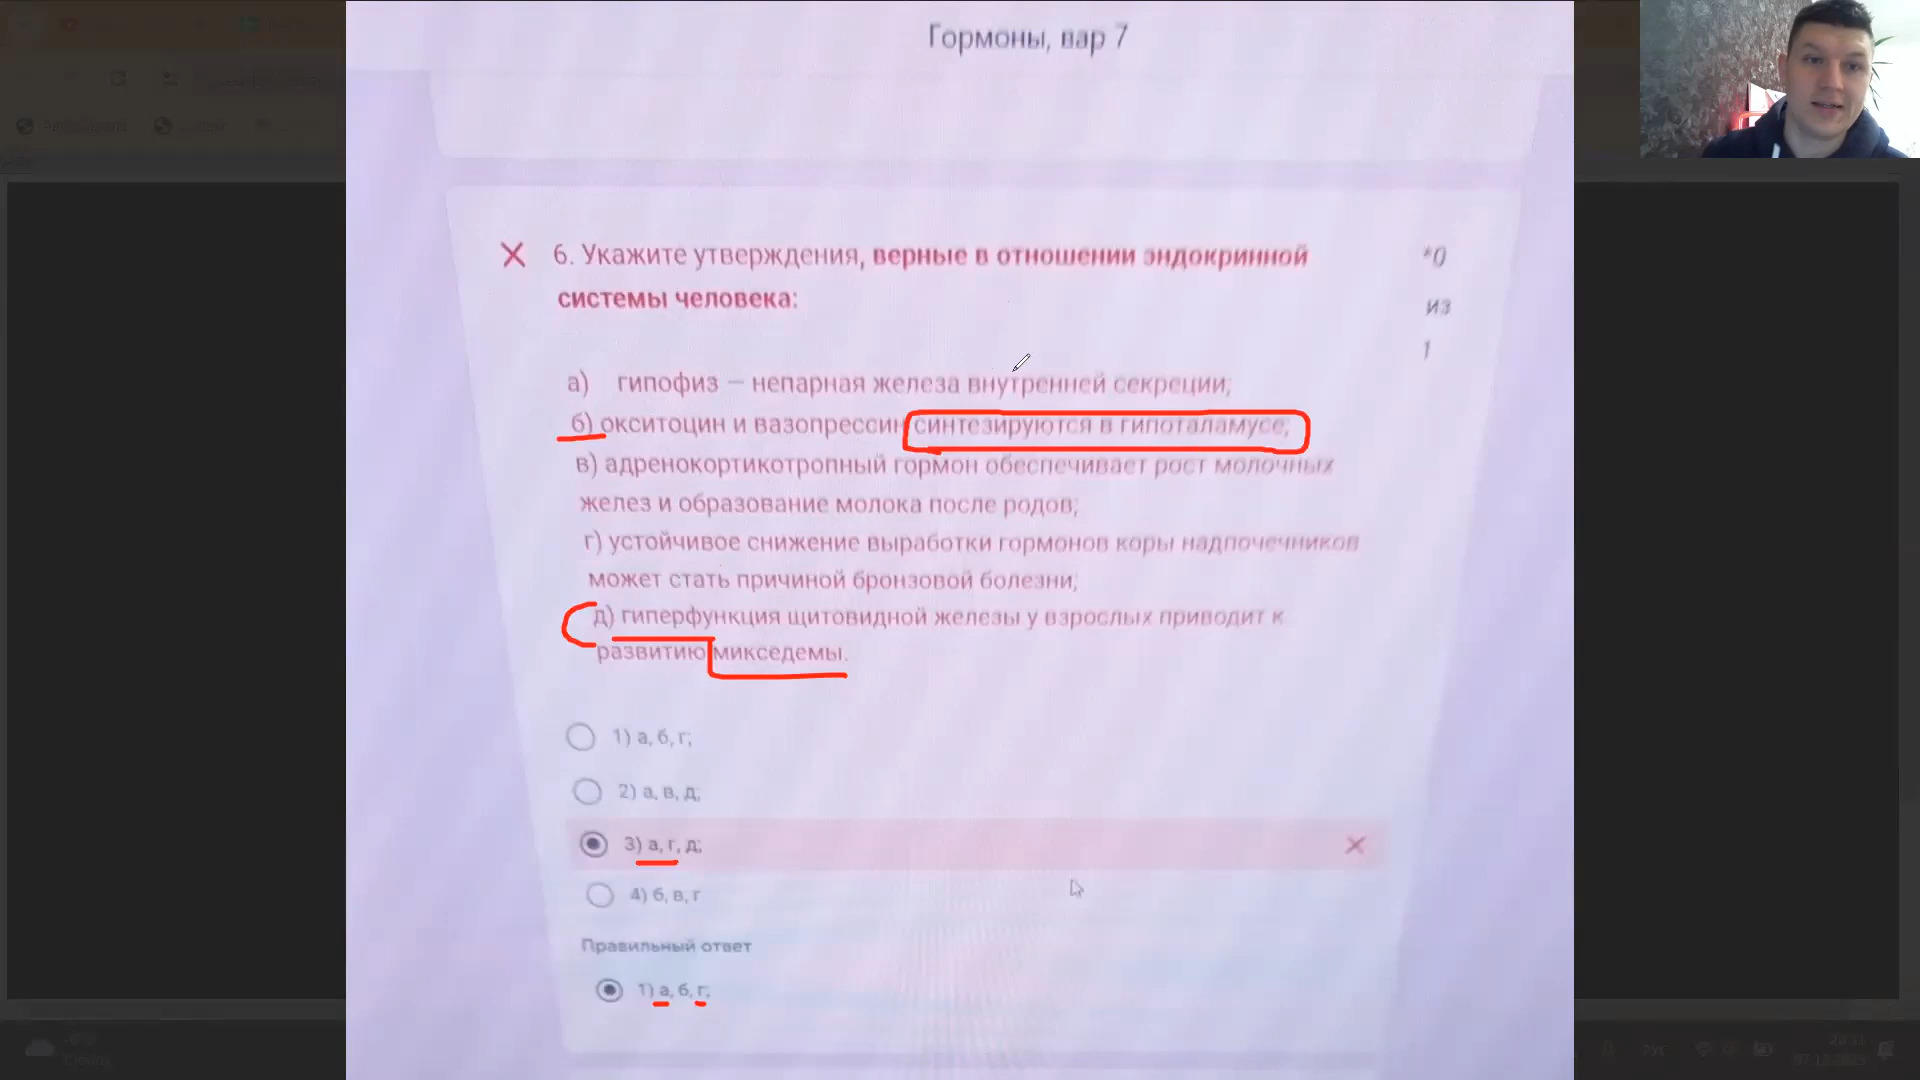 Гормоны, вар 7
6. Укажите утверждения, верные в отношении эндокринной
системы человека:
*0
из
1
а) гипофиз — непарная железа внутренней секреции;
б) окситоцин и вазопрессин синтезируются в гипоталамусе;
в) адренокортикотропный гормон обеспечивает рост молочных
желез и образование молока после родов;
г) устойчивое снижение выработки гормонов коры надпочечников
может стать причиной бронзовой болезни;
д) гиперфункция щитовидной железы у взрослых приводит к
развитию микседемы.
1) а, б, г;
2) а, в, д;
3) а, г, д;
4) б, в, г
Правильный ответ
1) а, б, г;
РУС